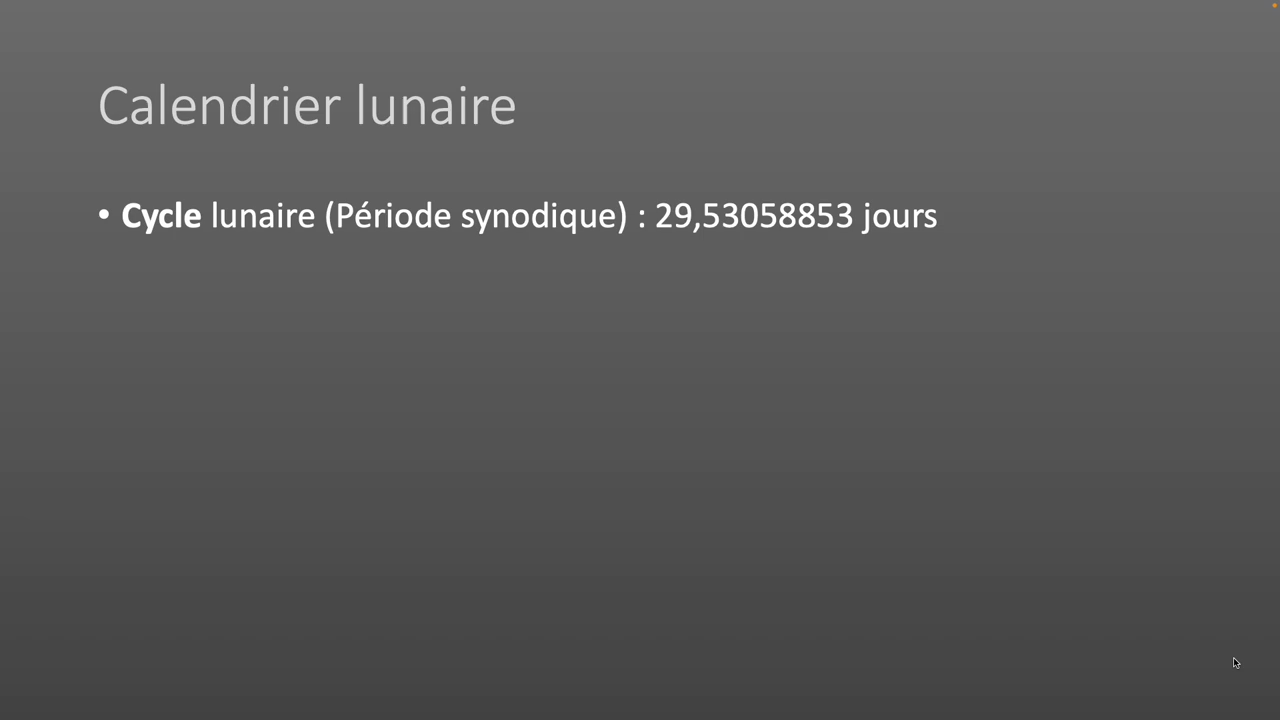 Calendrier lunaire
• Cycle lunaire (Période synodique) : 29,53058853 jours